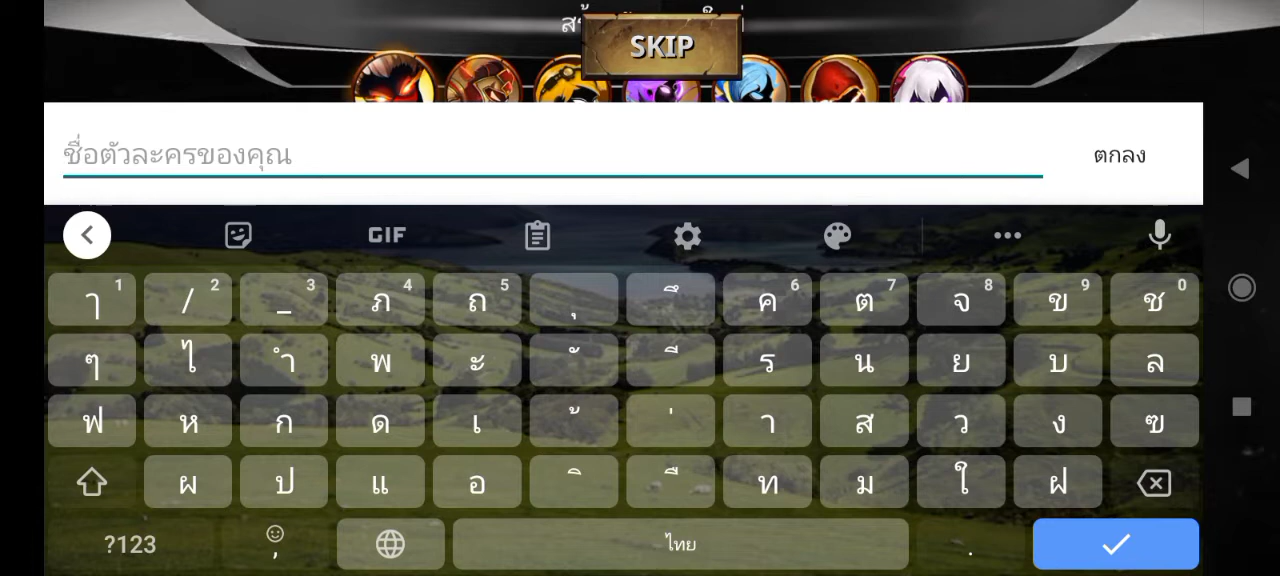 SKIP
ชื่อตัวละครของคุณ
ตกลง
GIF
ๅ 1 / 2 _ 3 ภ 4 ถ 5 ุ ึ ค 6 ต 7 จ 8 ข 9 ช 0
ๆ ไ ำ พ ะ ั ี ร น ย บ ล
ฟ ห ก ด เ ้ ่ า ส ว ง ฃ
ผ ป แ อ ิ ื ท ม ใ ฝ
?123 , ไทย .